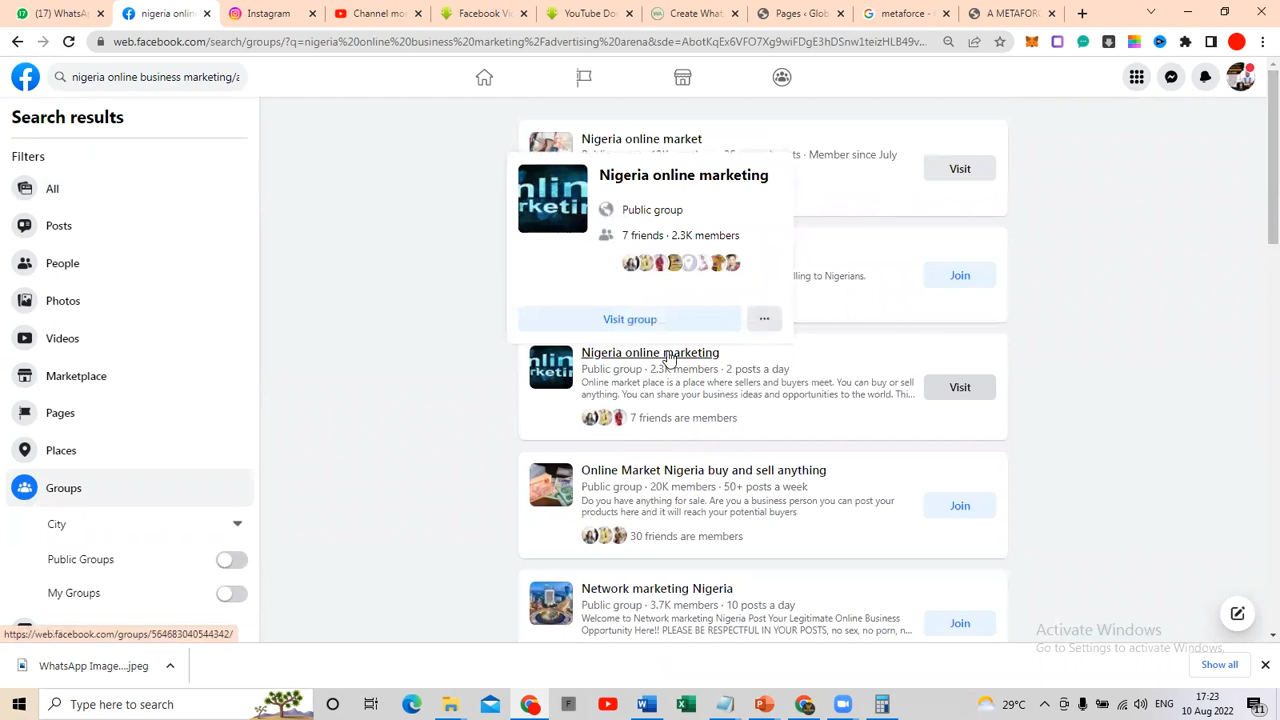 WhatsA
nigeria onlin
Instagram
Channel mo
Facebook Vi
YouTube Do
Create Wh
Pages ‹ Glob
metaforce -
A METAFOR
web.facebook.com/search/groups/?q=nigeria%20online%20business%20marketing%2Fadvertising%20arena&sde=AbotKqEx6VFO7Xg9wiFDgE3hDSnw1teizHLB49v...
nigeria online business marketing/a
Search results
Filters
All
Posts
People
Photos
Videos
Marketplace
Pages
Places
Groups
City
Public Groups
My Groups
Nigeria online market
ts · Member since July
Visit
Nigeria online marketing
Public group
7 friends · 2.3K members
Visit group
lling to Nigerians.
Join
Nigeria online marketing
Public group · 2.3K members · 2 posts a day
Online market place is a place where sellers and buyers meet. You can buy or sell
anything. You can share your business ideas and opportunities to the world. Thi...
7 friends are members
Visit
Online Market Nigeria buy and sell anything
Public group · 20K members · 50+ posts a week
Do you have anything for sale. Are you a business person you can post your
products here and it will reach your potential buyers
30 friends are members
Join
Network marketing Nigeria
Public group · 3.7K members · 10 posts a day
Welcome to Network marketing Nigeria Post Your Legitimate Online Business
Opportunity Here!! PLEASE BE RESPECTFUL IN YOUR POSTS, no sex, no porn, n...
Join
https://web.facebook.com/groups/564683040544342/
Activate Windows
Go to Settings to activate Windows.
WhatsApp Image....jpeg
Show all
Type here to search
29°C
ENG
17:23
10 Aug 2022
11